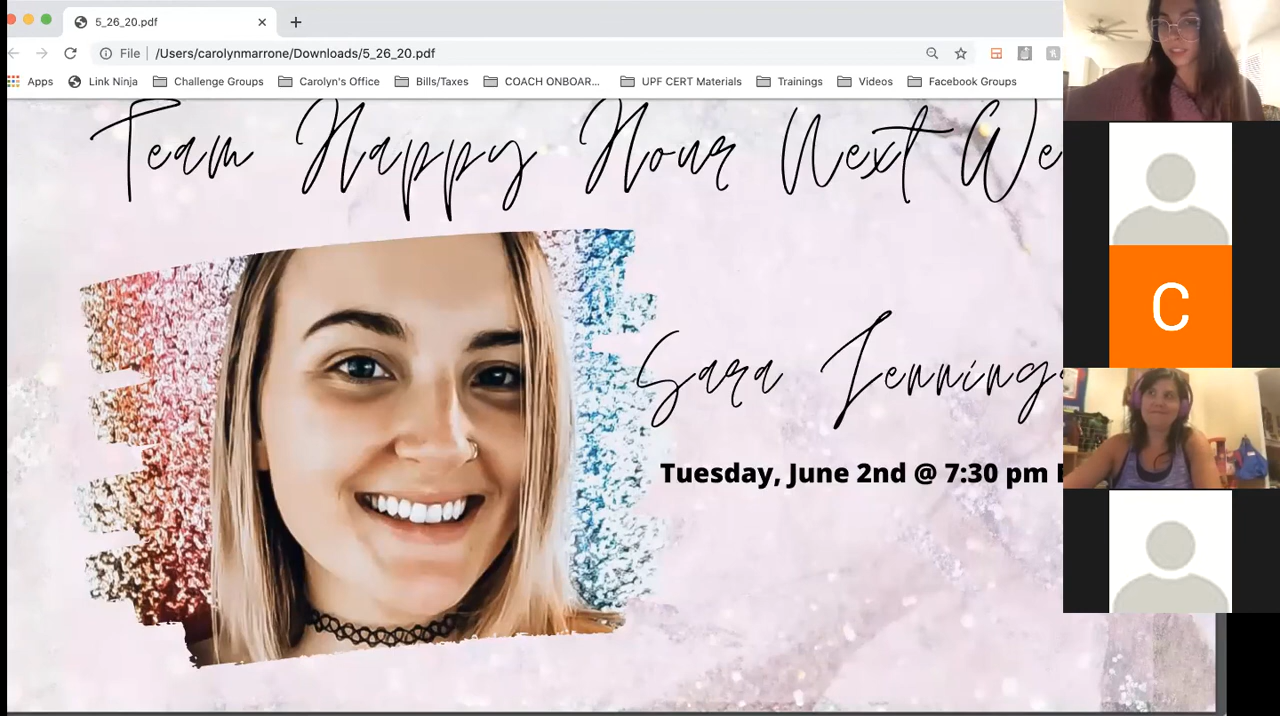 5_26_20.pdf
File /Users/carolynmarrone/Downloads/5_26_20.pdf
Apps Link Ninja Challenge Groups Carolyn's Office Bills/Taxes COACH ONBOAR... UPF CERT Materials Trainings Videos Facebook Groups
Team Happy Hour Next We
C
Sara Jennings
Tuesday, June 2nd @ 7:30 pm